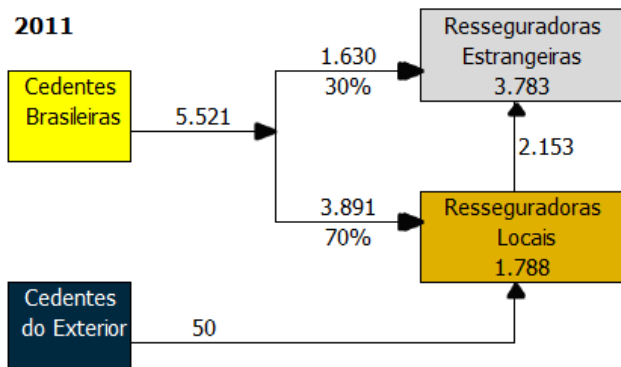 2011
Cedentes
Brasileiras
5.521
1.630
30%
Resseguradoras
Estrangeiras
3.783
2.153
3.891
70%
Resseguradoras
Locais
1.788
Cedentes
do Exterior
50